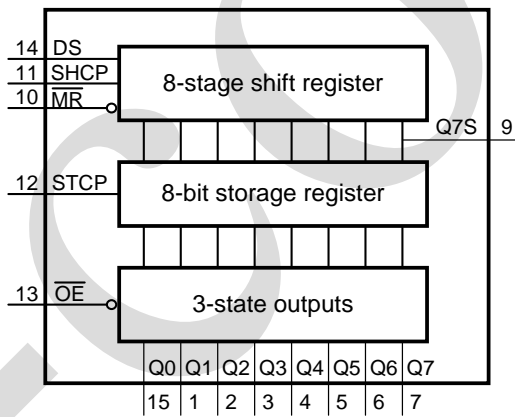 14 DS
11 SHCP
8-stage shift register
10 MR
Q7S 9
12 STCP
8-bit storage register
13 OE
3-state outputs
Q0 Q1 Q2 Q3 Q4 Q5 Q6 Q7
15 1 2 3 4 5 6 7